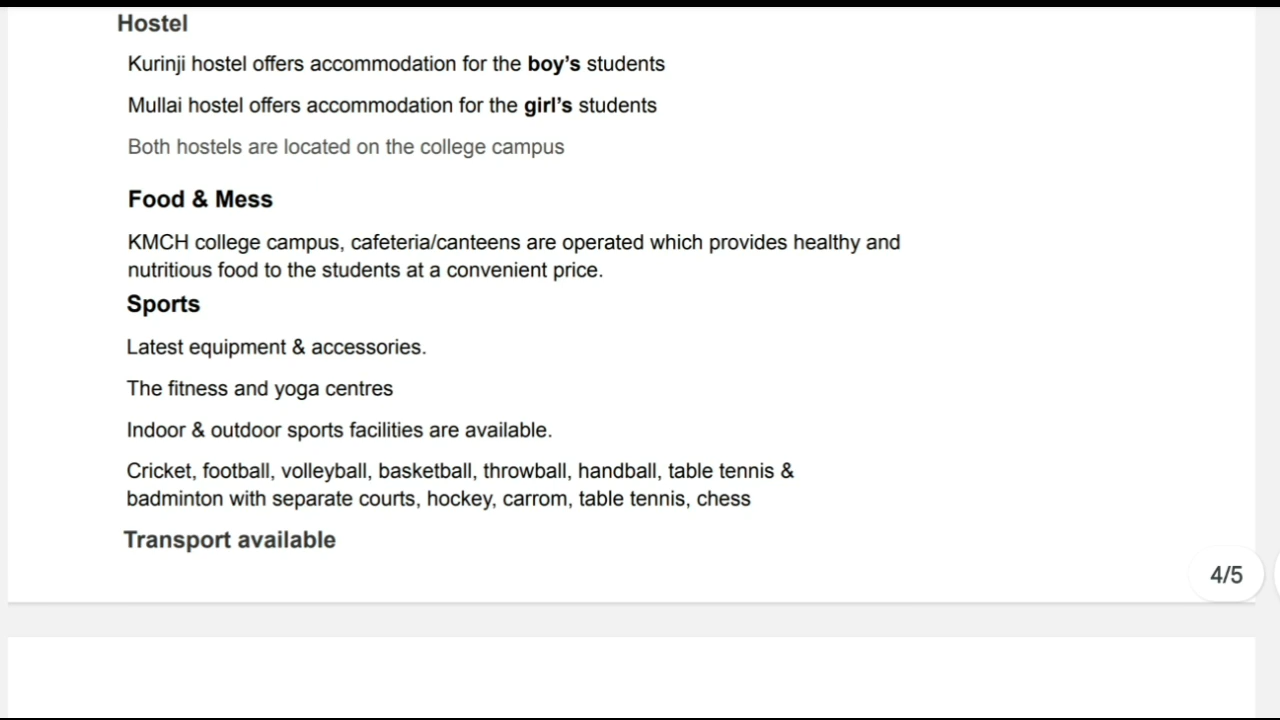 Hostel
Kurinji hostel offers accommodation for the boy’s students
Mullai hostel offers accommodation for the girl’s students
Both hostels are located on the college campus
Food & Mess
KMCH college campus, cafeteria/canteens are operated which provides healthy and
nutritious food to the students at a convenient price.
Sports
Latest equipment & accessories.
The fitness and yoga centres
Indoor & outdoor sports facilities are available.
Cricket, football, volleyball, basketball, throwball, handball, table tennis &
badminton with separate courts, hockey, carrom, table tennis, chess
Transport available
4/5